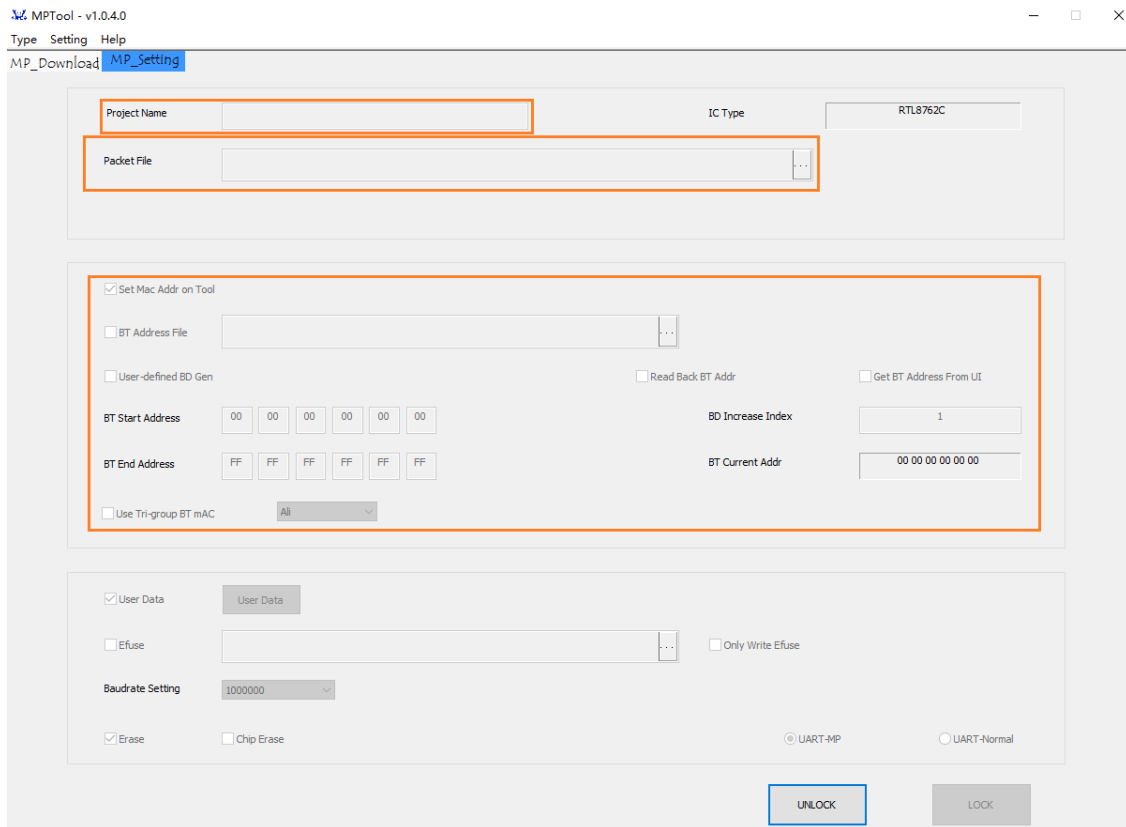 MPTool - v1.0.4.0
Type Setting Help
MP_Download MP_Setting
Project Name
IC Type RTL8762C
Packet File ...
Set Mac Addr on Tool
BT Address File ...
User-defined BD Gen Read Back BT Addr Get BT Address From UI
BT Start Address 00 00 00 00 00 00 BD Increase Index 1
BT End Address FF FF FF FF FF FF BT Current Addr 00 00 00 00 00 00
Use Tri-group BT mAC Ali
User Data User Data
Efuse ... Only Write Efuse
Baudrate Setting 1000000
Erase Chip Erase UART-MP UART-Normal
UNLOCK LOCK